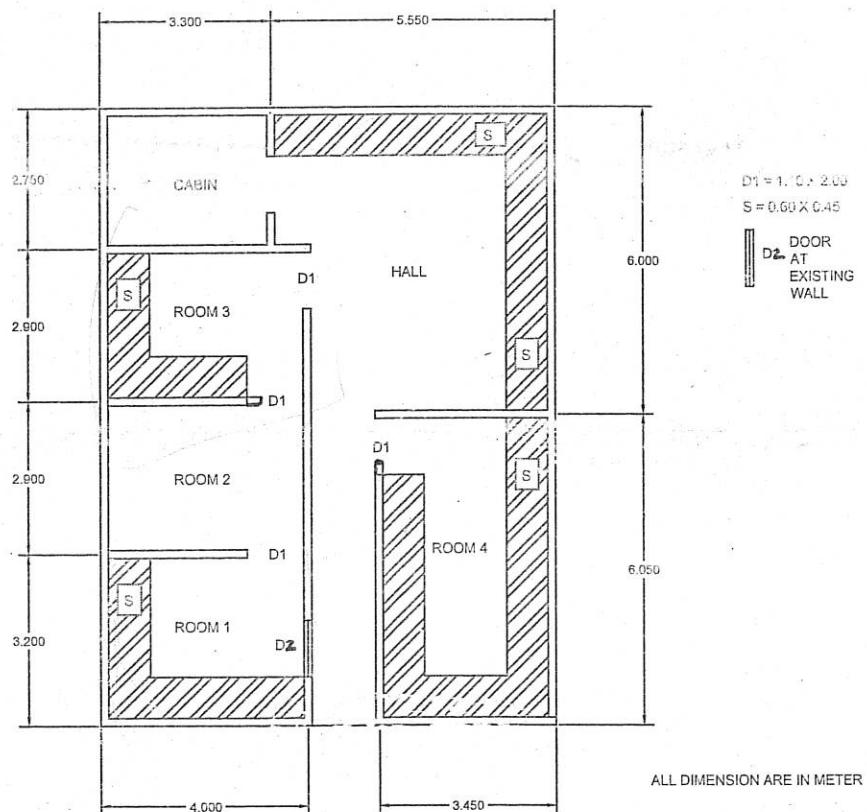 3.300
5.550
2.750
CABIN
S
D1 = 1.10 × 2.00
S = 0.60 X 0.45
D2 DOOR
AT
EXISTING
WALL
HALL
6.000
D1
S
ROOM 3
2.900
S
D1
D1
S
2.900
ROOM 2
ROOM 4
D1
S
6.050
3.200
ROOM 1
D2
ALL DIMENSION ARE IN METER
4.000
3.450